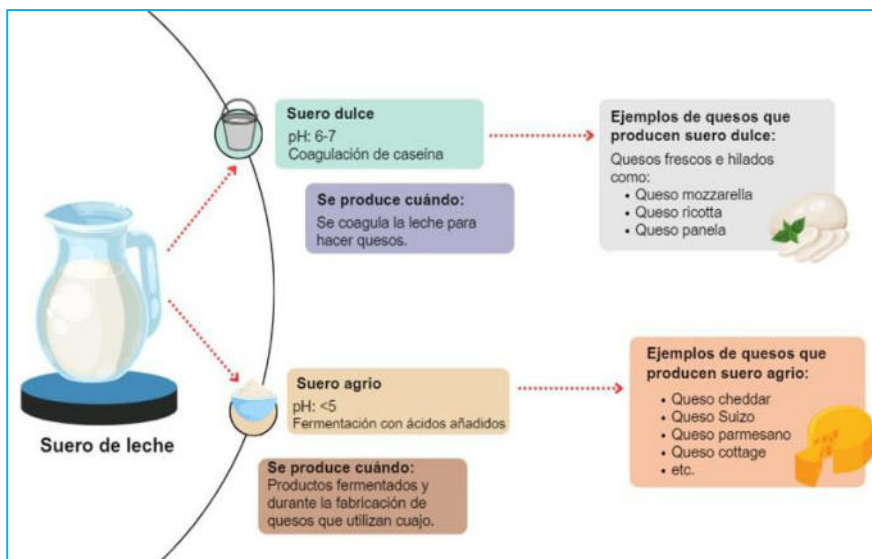 Suero dulce
pH: 6-7
Coagulación de caseína
Ejemplos de quesos que
producen suero dulce:
Quesos frescos e hilados
como:
• Queso mozzarella
• Queso ricotta
• Queso panela
Se produce cuándo:
Se coagula la leche para
hacer quesos.
Suero de leche
Suero agrio
pH: <5
Fermentación con ácidos añadidos
Ejemplos de quesos que
producen suero agrio:
• Queso cheddar
• Queso Suizo
• Queso parmesano
• Queso cottage
• etc.
Se produce cuándo:
Productos fermentados y
durante la fabricación de
quesos que utilizan cuajo.